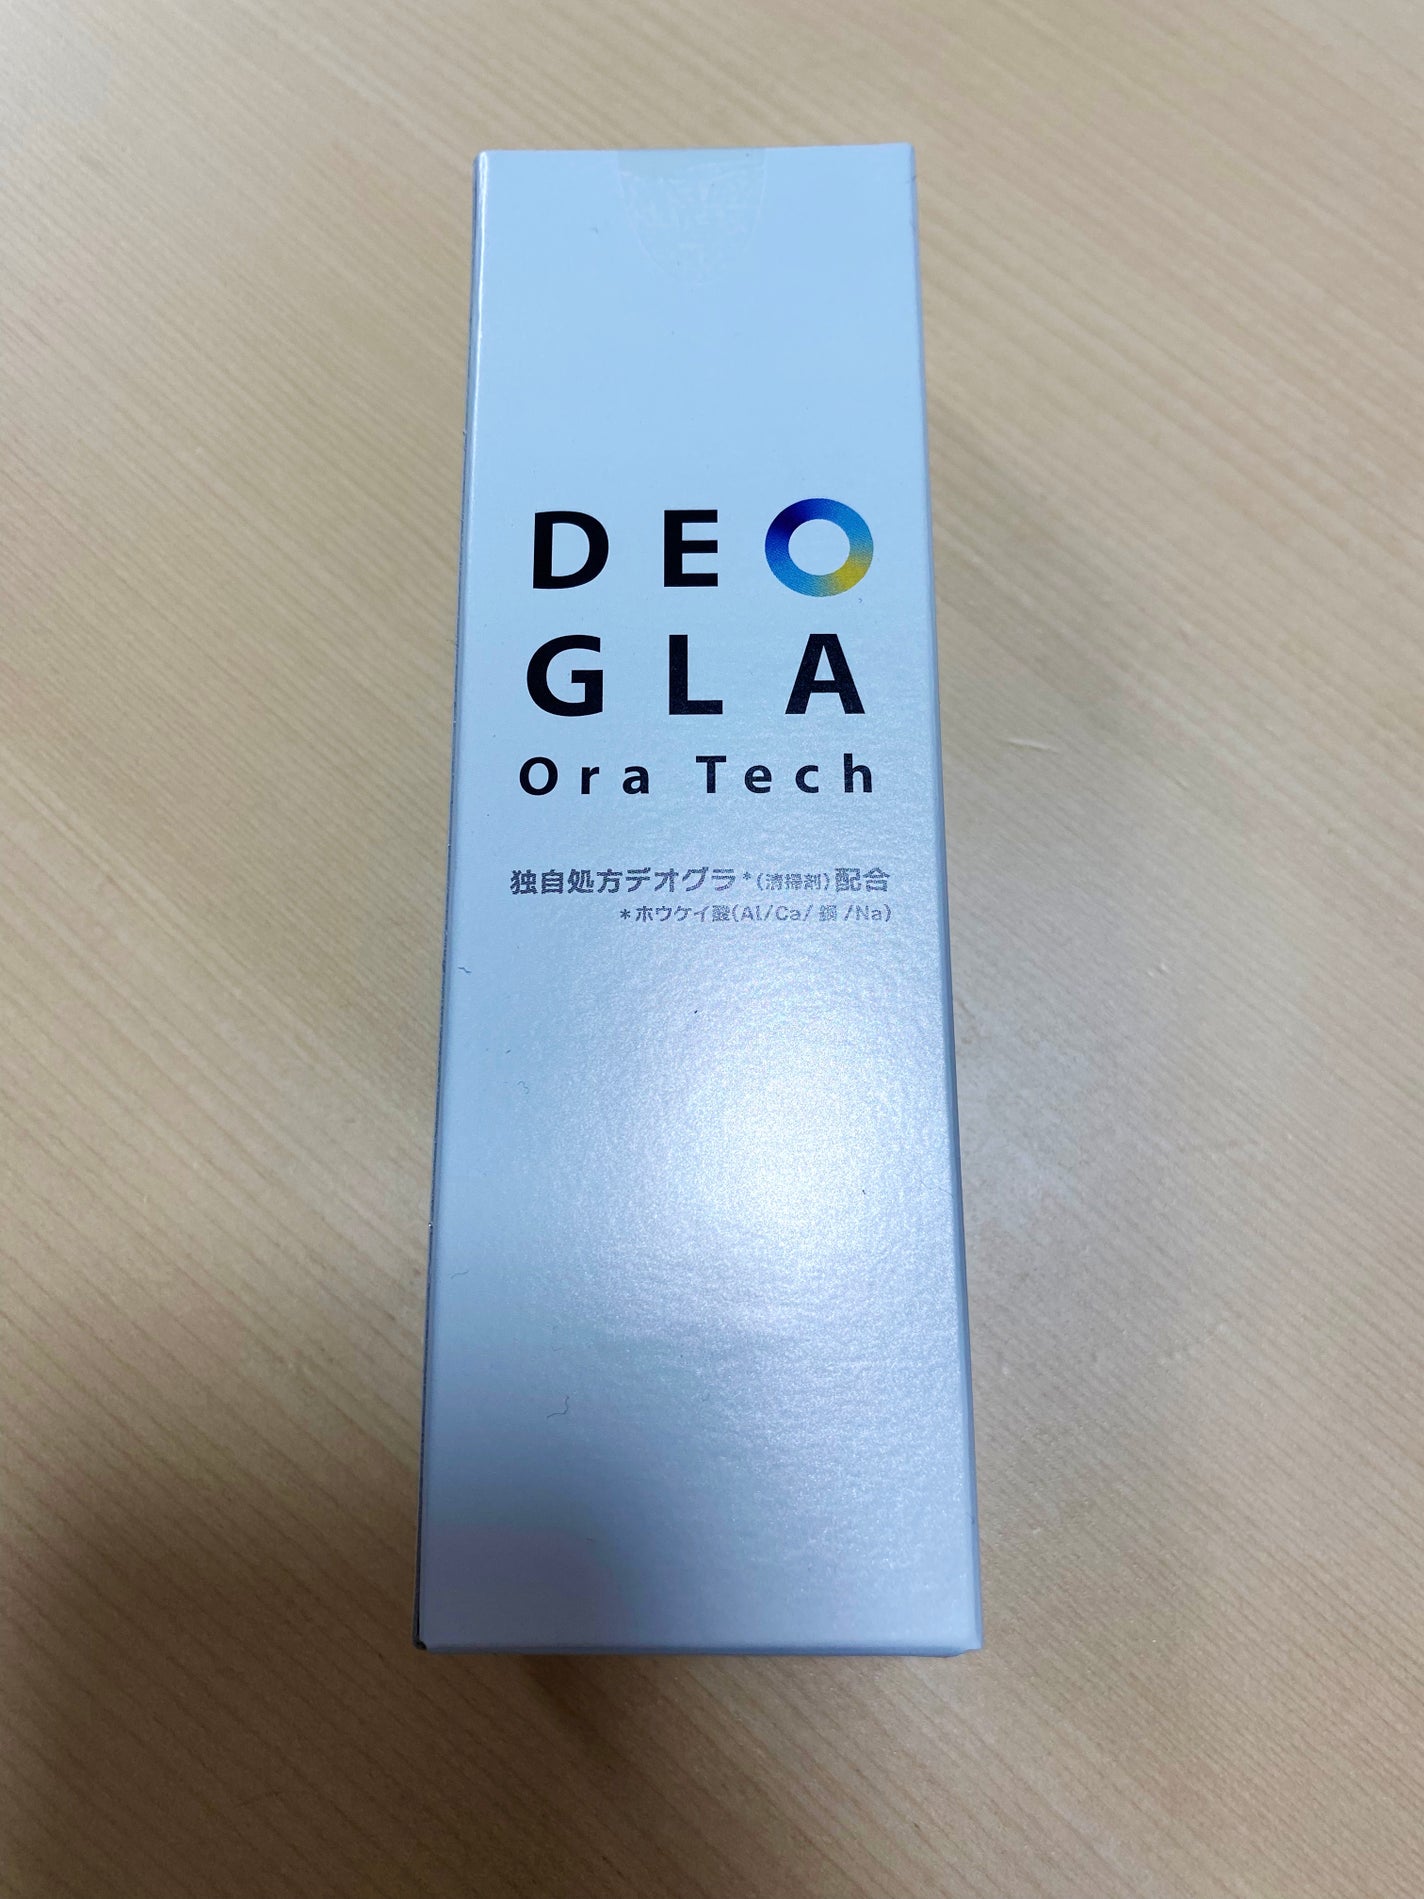 DEO
GLA
Ora Tech
独自処方デオグラ*(清掃剤)配合
*ホウケイ酸(Al/Ca/銅/Na)